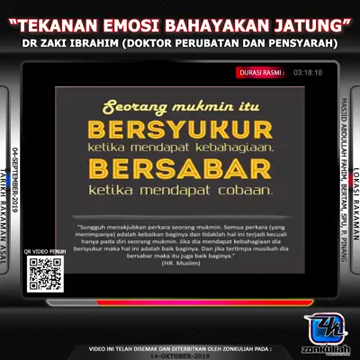 “TEKANAN EMOSI BAHAYAKAN JATUNG”
DR ZAKI IBRAHIM (DOKTOR PERUBATAN DAN PENSYARAH)
DURASI RASMI : 03:18:10
Seorang mukmin itu
BERSYUKUR
ketika mendapat kebahagiaan,
BERSABAR
ketika mendapat cobaan.
"Sungguh menakjubkan perkara seorang mukmin. Semua perkara (yang
menimpanya) adalah kebaikan baginya dan tidaklah hal ini terjadi kecuali
hanya pada diri seorang mukmin. Jika dia mendapat kebahagiaan dia
bersyukur maka hal ini adalah baik baginya. Dan jika tertimpa musibah dia
bersabar maka itu juga baik baginya."
(HR. Muslim)
04-SEPTEMBER-2019
TARIKH RAKAMAN ASAL
LOKASI RAKAMAN
MASJID ABDULLAH FAHIM, BERTAM, SPU, P. PINANG
QR VIDEO PENUH
zonkuliah
VIDEO INI TELAH DISEMAK DAN DITERBITKAN OLEH ZONKULIAH PADA :
14-OKTOBER-2019